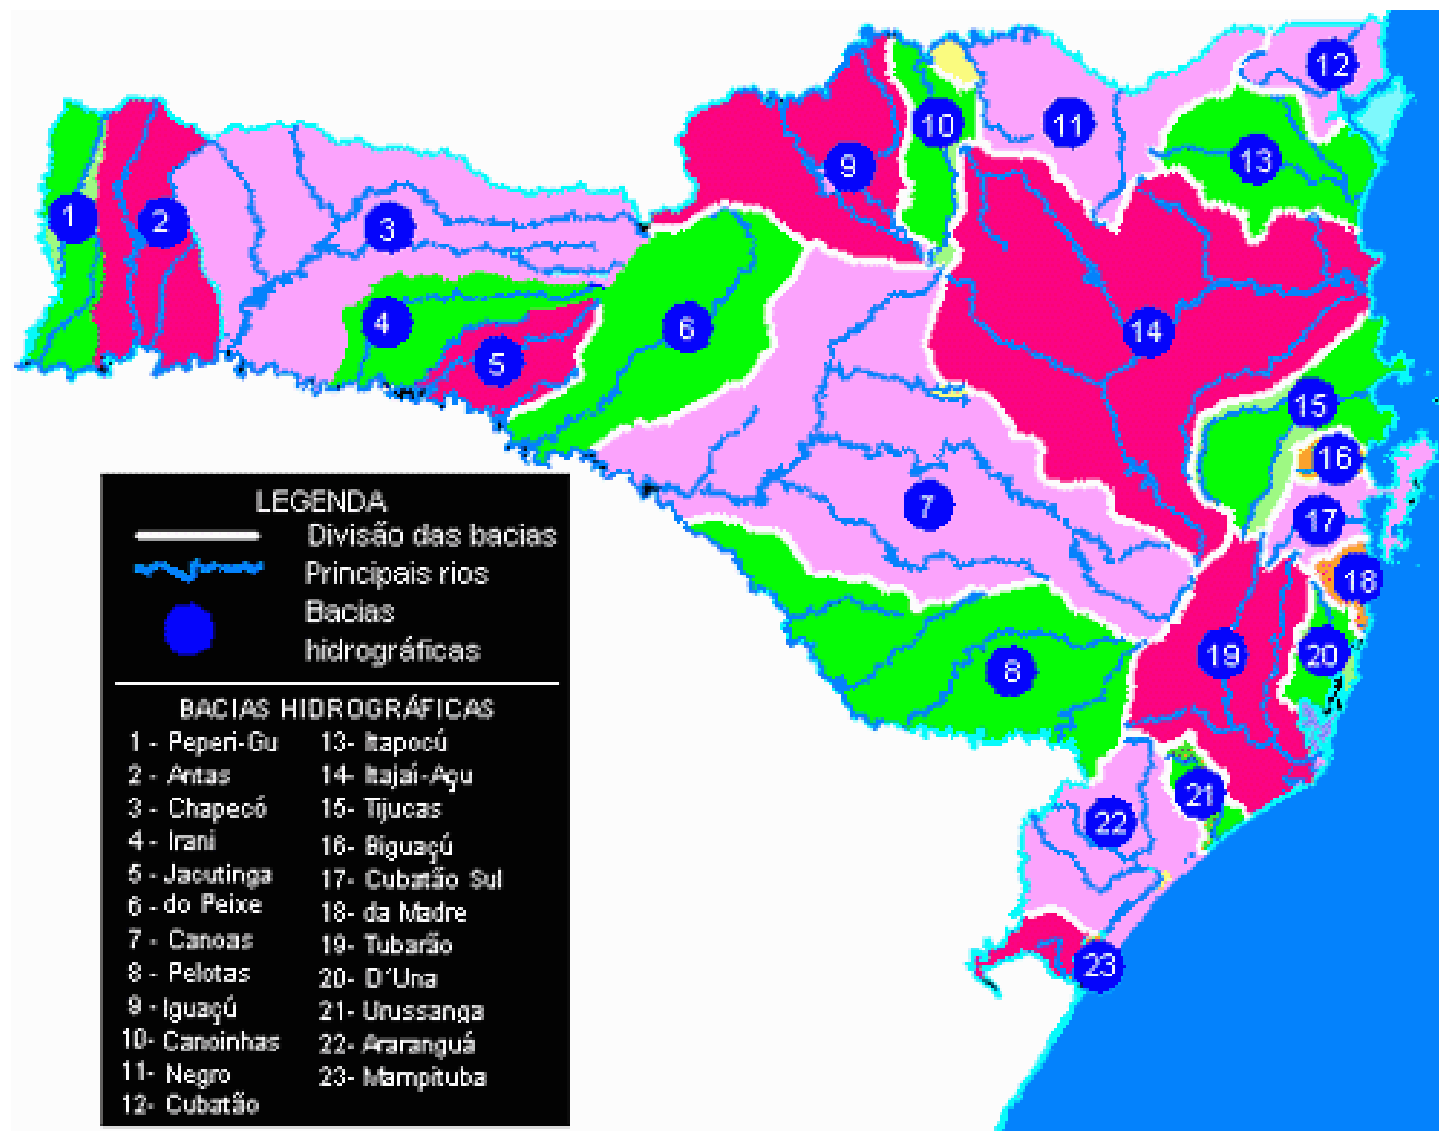 12
11
10
13
9
1
2
3
4
6
14
5
15
16
7
17
18
19
20
8
21
22
23
LEGENDA
Divisão das bacias
Principais rios
Bacias
hidrográficas
BACIAS HIDROGRÁFICAS
1 - Peperi-Gu
2 - Antas
3 - Chapecó
4 - Irani
5 - Jacutinga
6 - do Peixe
7 - Canoas
8 - Pelotas
9 - Iguaçú
10- Canoinhas
11- Negro
12- Cubatão
13- Itapocú
14- Itajaí-Açu
15- Tijucas
16- Biguaçú
17- Cubatão Sul
18- da Madre
19- Tubarão
20- D´Una
21- Urussanga
22- Araranguá
23- Mampituba